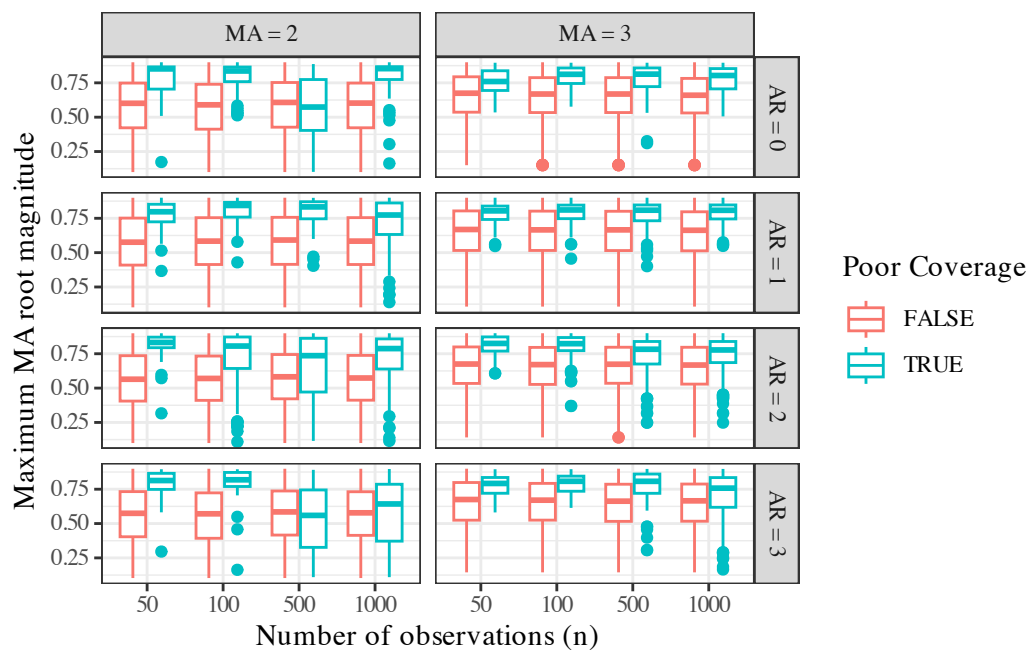 MA = 2 MA = 3
Maximum MA root magnitude
0.75
0.50
0.25
AR = 0
0.75
0.50
0.25
AR = 1
0.75
0.50
0.25
AR = 2
0.75
0.50
0.25
AR = 3
50 100 500 1000 50 100 500 1000
Number of observations (n)
Poor Coverage
FALSE
TRUE